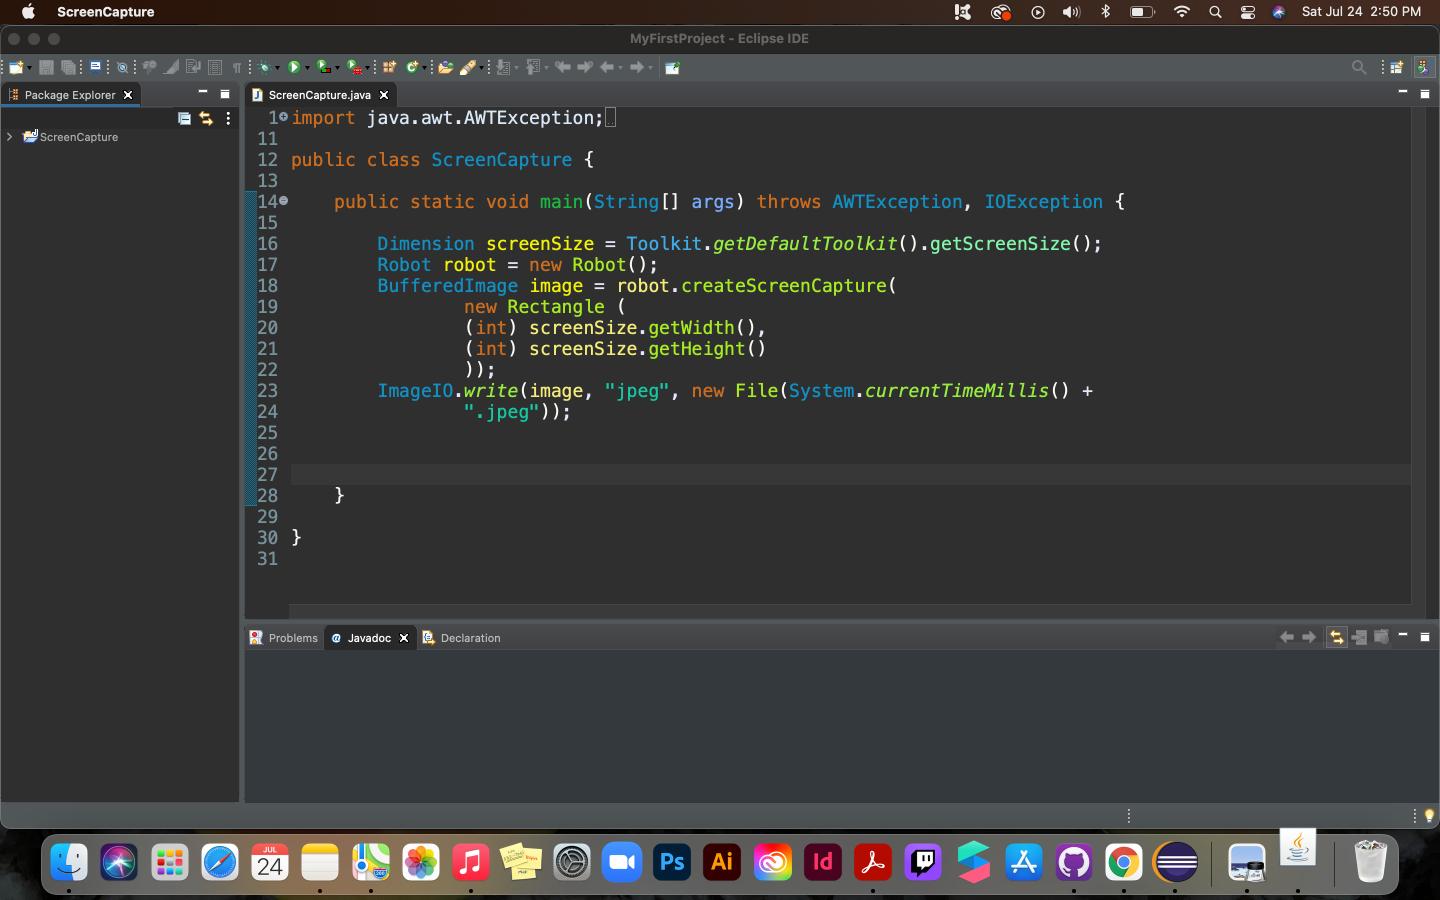 ScreenCapture
Sat Jul 24 2:50 PM
MyFirstProject - Eclipse IDE
Package Explorer
ScreenCapture
ScreenCapture.java
1 import java.awt.AWTException;
11
12 public class ScreenCapture {
13
14 public static void main(String[] args) throws AWTException, IOException {
15
16 Dimension screenSize = Toolkit.getDefaultToolkit().getScreenSize();
17 Robot robot = new Robot();
18 BufferedImage image = robot.createScreenCapture(
19 new Rectangle (
20 (int) screenSize.getWidth(),
21 (int) screenSize.getHeight()
22 ));
23 ImageIO.write(image, "jpeg", new File(System.currentTimeMillis() +
24 ".jpeg"));
25
26
27
28 }
29
30 }
31
Problems
Javadoc
Declaration
JUL
24
Ps
Ai
Id